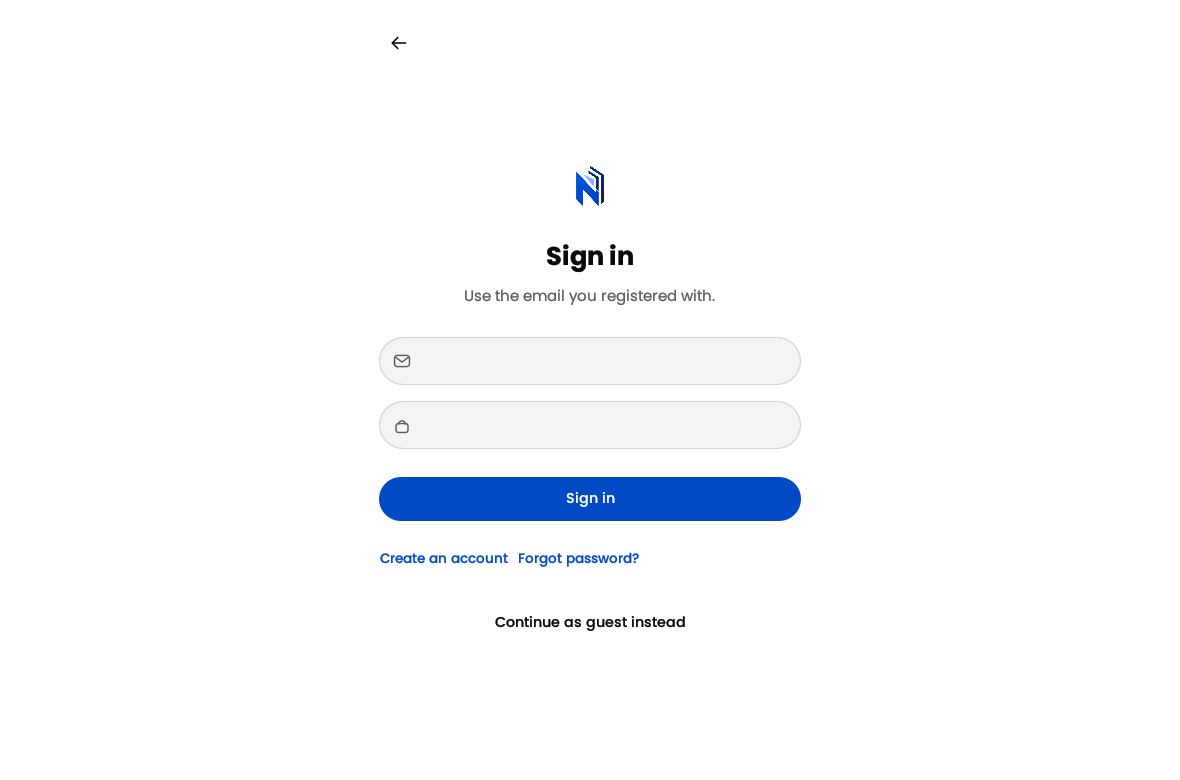 Sign in
Use the email you registered with.
Sign in
Create an account Forgot password?
Continue as guest instead